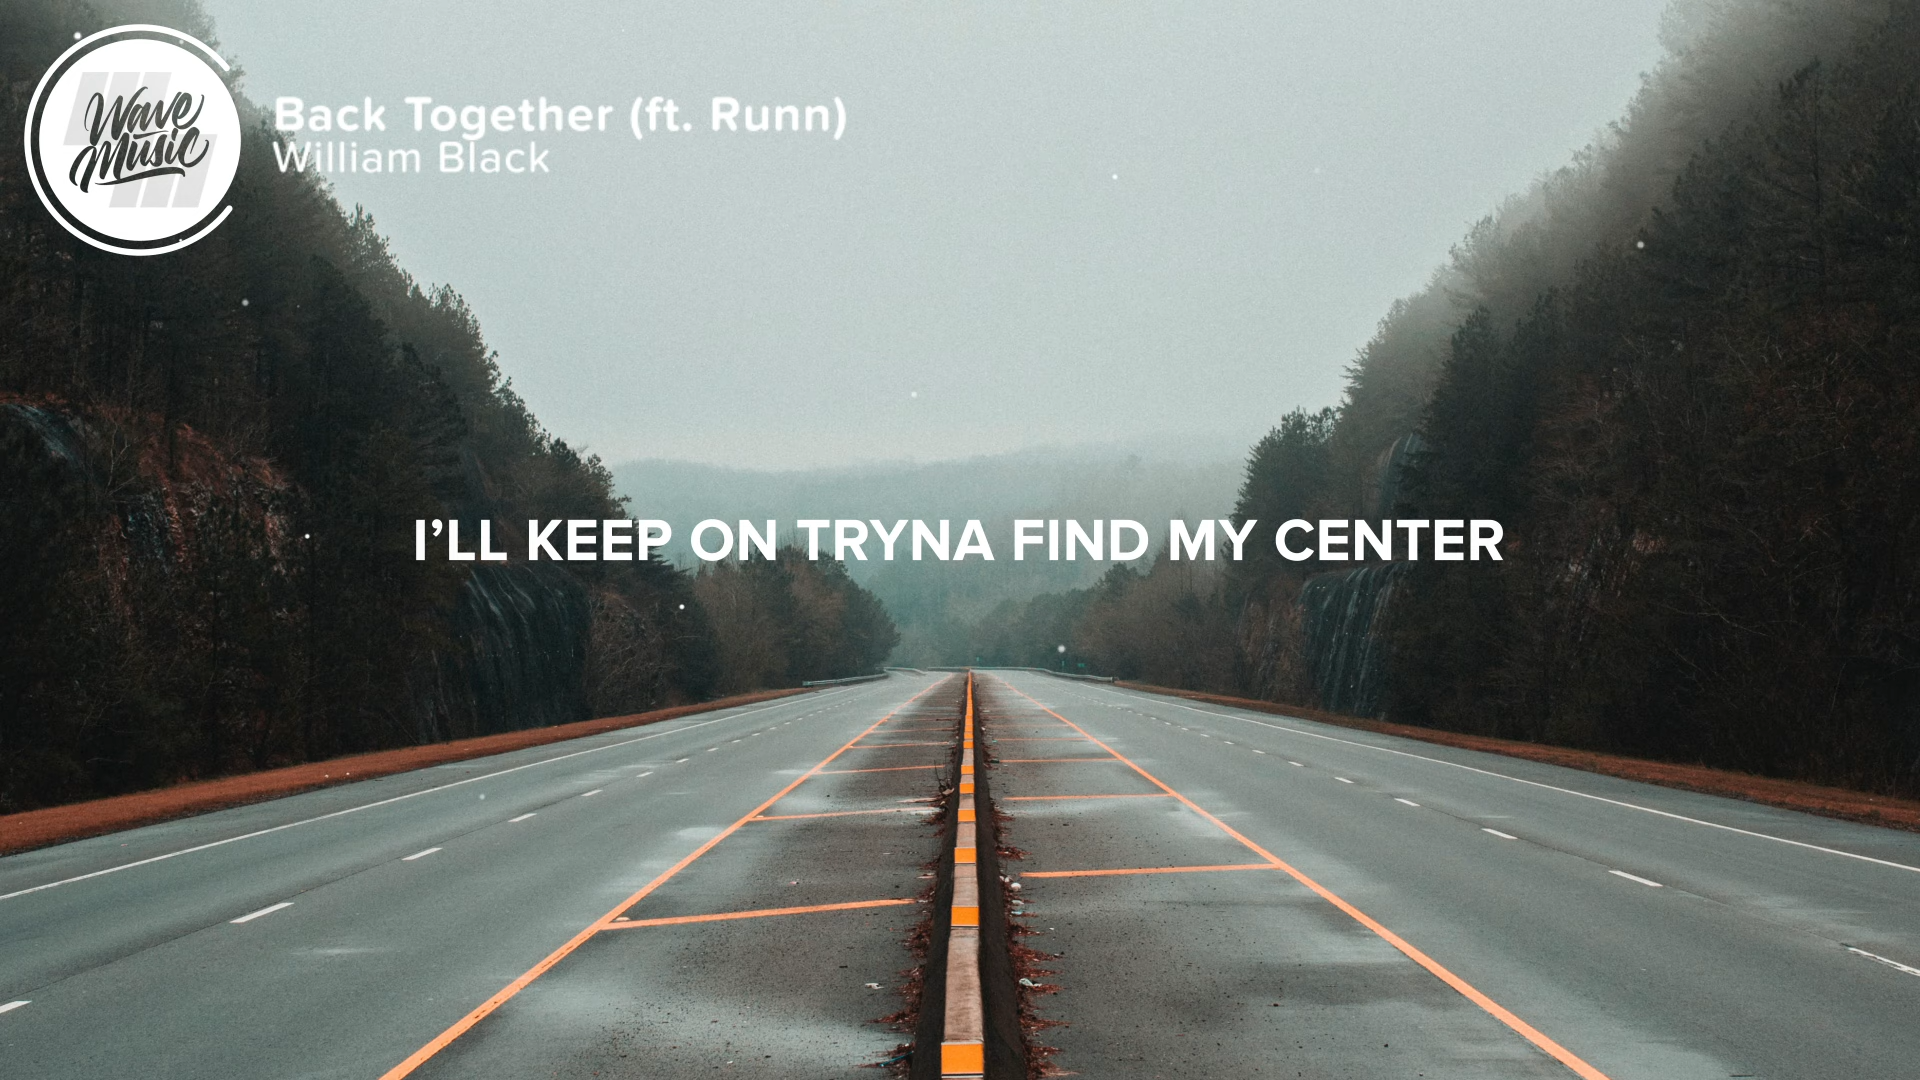 Wave
Music
Back Together (ft. Runn)
William Black
I’LL KEEP ON TRYNA FIND MY CENTER